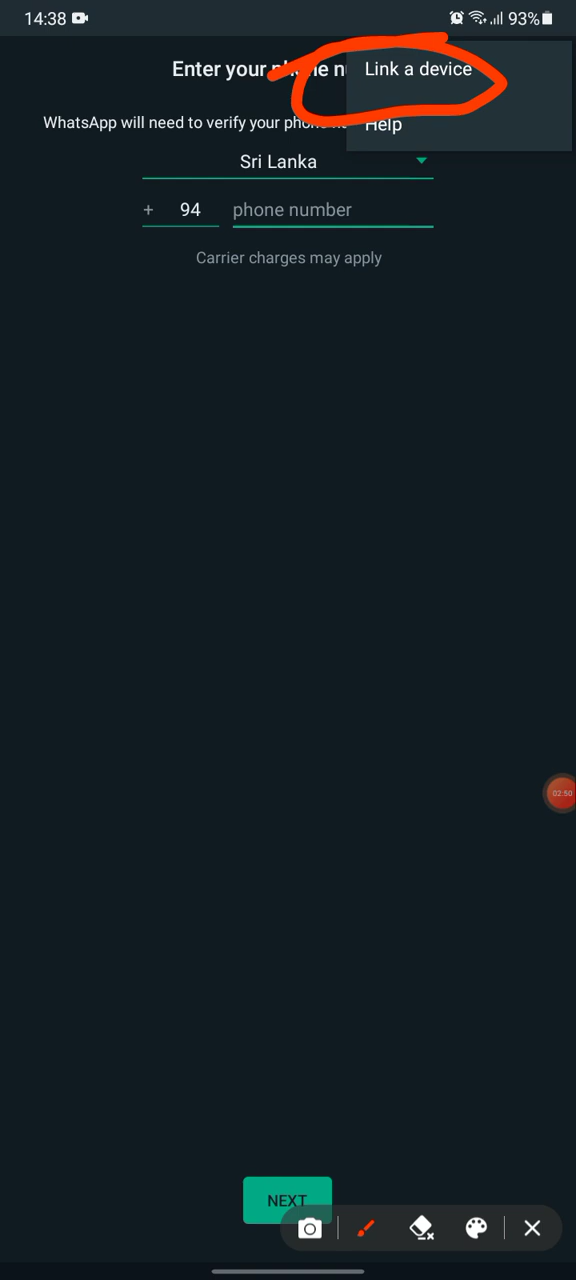 14:38
93%
Enter your phone n
Link a device
WhatsApp will need to verify your phone
Help
Sri Lanka
+ 94 phone number
Carrier charges may apply
02:50
NEXT